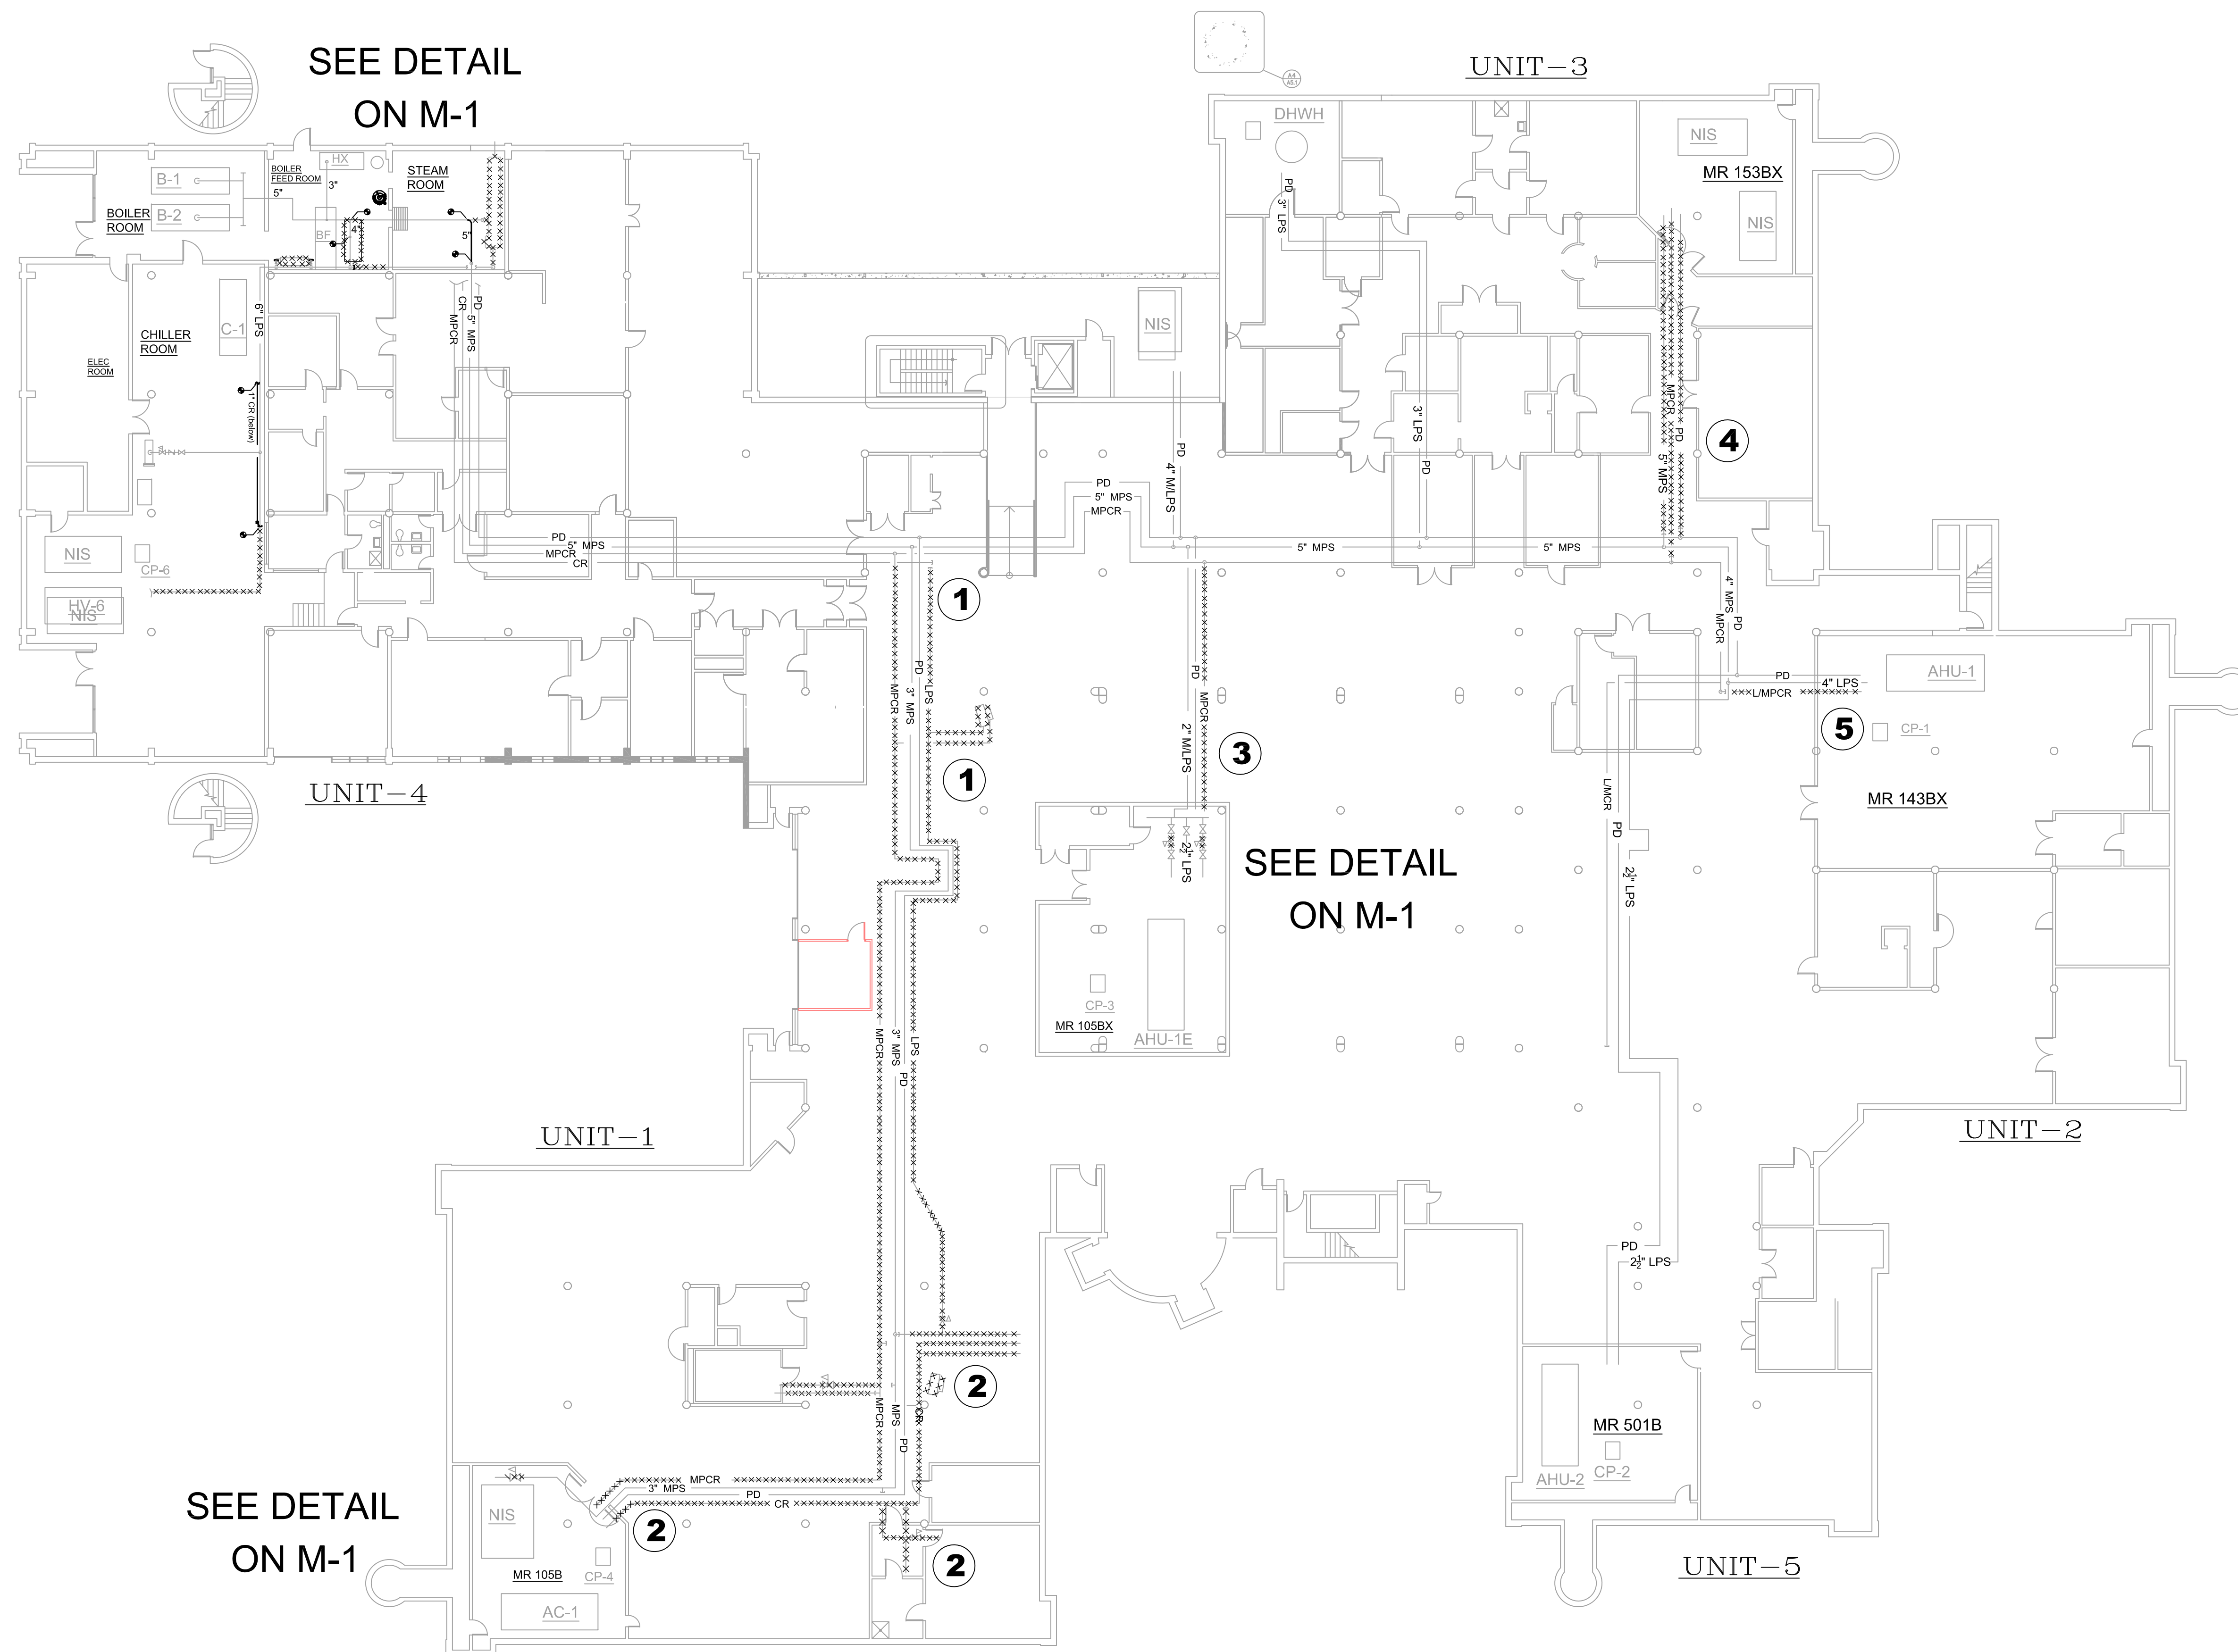 SEE DETAIL
ON M-1
UNIT-3
A4
A5.1
DHWH
NIS
MR 153BX
NIS
HX
B-1
BOILER
FEED ROOM
3"
5"
STEAM
ROOM
BOILER
ROOM
B-2
BF
4"
5"
PD
3" LPS
C-1
6" LPS
CHILLER
ROOM
ELEC
ROOM
CR
MPCR
PD
5" MPS
NIS
1" CR (below)
MPCR
PD
5" MPS
4
3" LPS
PD
PD
4" M/LPS
PD
5" MPS
MPCR
PD
5" MPS
MPCR
CR
5" MPS
5" MPS
NIS
CP-6
HV-6
NIS
1
4" MPS
PD
MPCR
PD
LPS
3" MPS
MPCR
PD
MPCR
2" M/LPS
3
1
PD
4" LPS
L/MPCR
AHU-1
5
CP-1
MR 143BX
UNIT-4
L/MCR
PD
2½" LPS
2½" LPS
SEE DETAIL
ON M-1
CP-3
MR 105BX
AHU-1E
MPCR
3" MPS
LPS
PD
UNIT-1
UNIT-2
PD
2½" LPS
2
MPCR
MPS
CR
PD
MR 501B
AHU-2
CP-2
MPCR
3" MPS
PD
CR
SEE DETAIL
ON M-1
NIS
2
2
MR 105B
CP-4
AC-1
UNIT-5